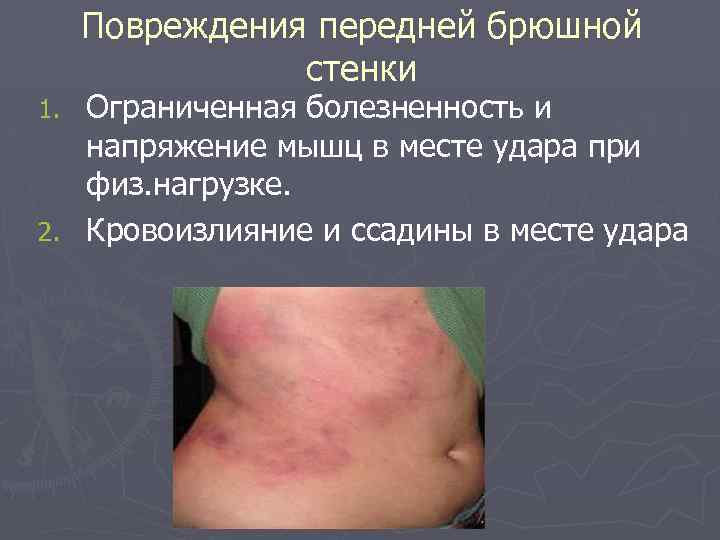 Повреждения передней брюшной
стенки
1. Ограниченная болезненность и
напряжение мышц в месте удара при
физ.нагрузке.
2. Кровоизлияние и ссадины в месте удара